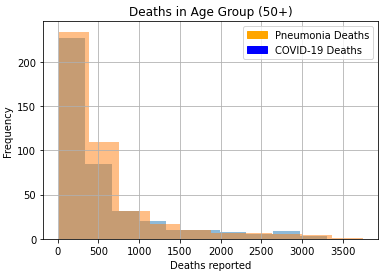 Deaths in Age Group (50+)
Pneumonia Deaths
COVID-19 Deaths
Frequency
200
150
100
50
0
0 500 1000 1500 2000 2500 3000 3500
Deaths reported